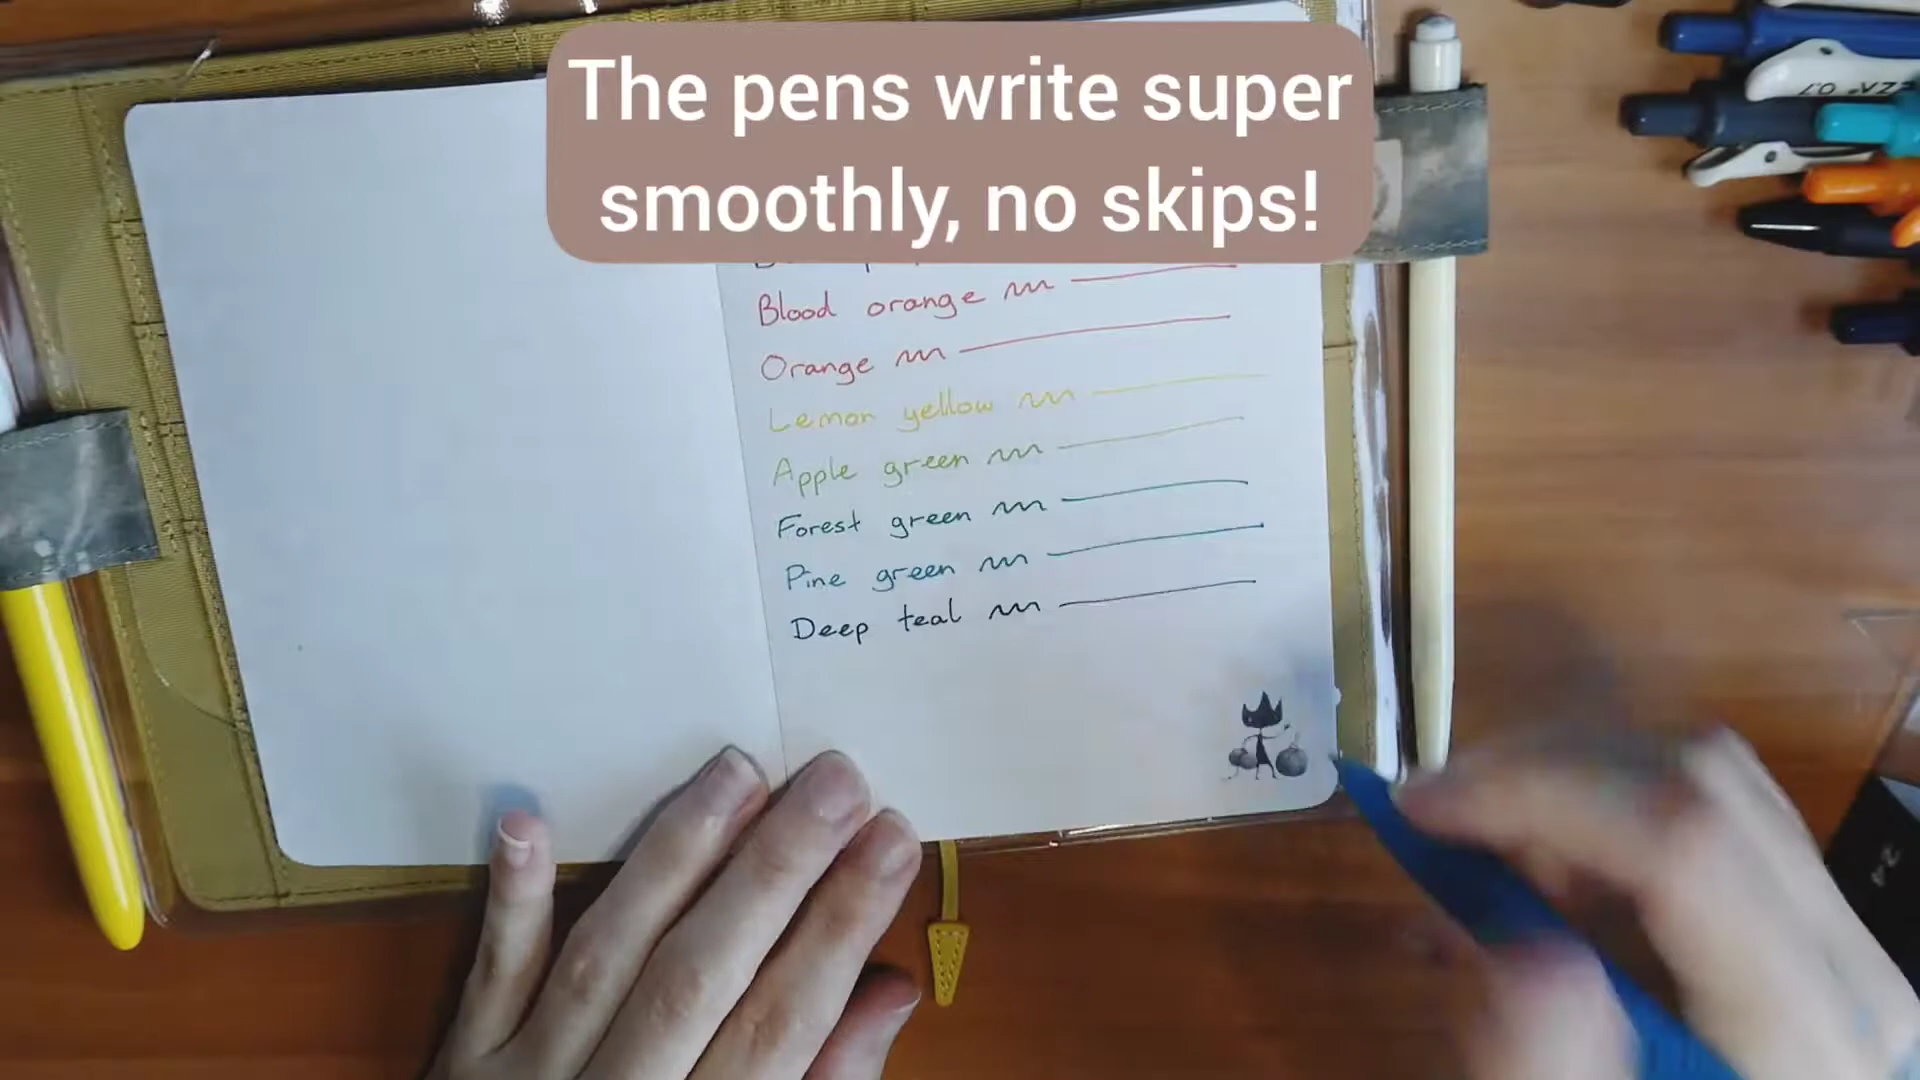 The pens write super
smoothly, no skips!
Blood orange
Orange
Lemon yellow
Apple green
Forest green
Pine green
Deep teal